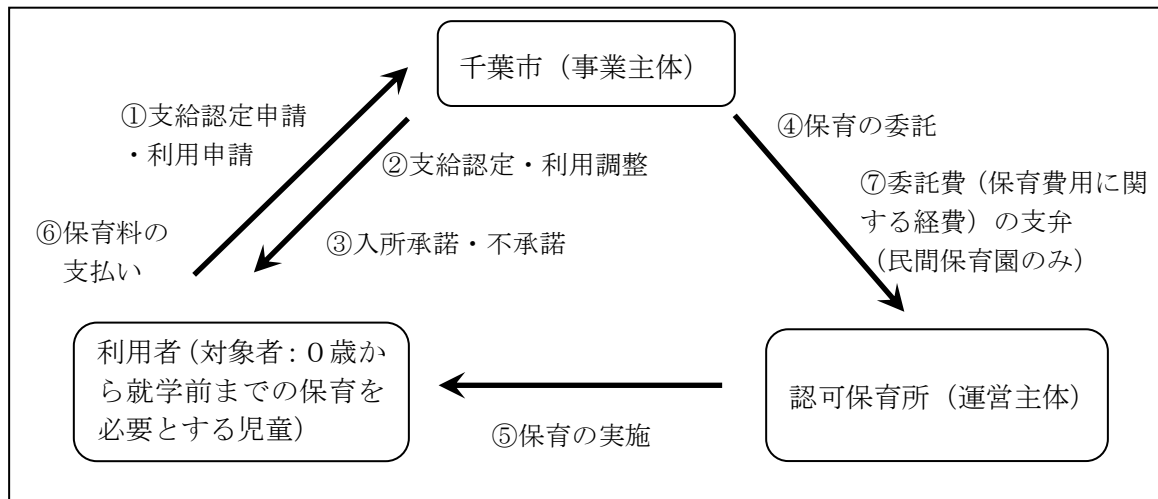 千葉市（事業主体）
①支給認定申請
・利用申請
②支給認定・利用調整
③入所承諾・不承諾
④保育の委託
⑦委託費（保育費用に関
する経費）の支弁
（民間保育園のみ）
⑥保育料の
支払い
利用者（対象者：０歳か
ら就学前までの保育を
必要とする児童）
⑤保育の実施
認可保育所（運営主体）